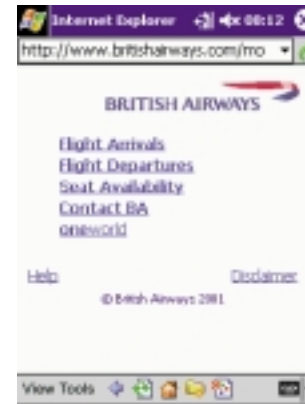 Internet Explorer 08:12
http://www.britishairways.com/mo
BRITISH AIRWAYS
Flight Arrivals
Flight Departures
Seat Availability
Contact BA
oneworld
Help Disclaimer
© British Airways 2001
View Tools